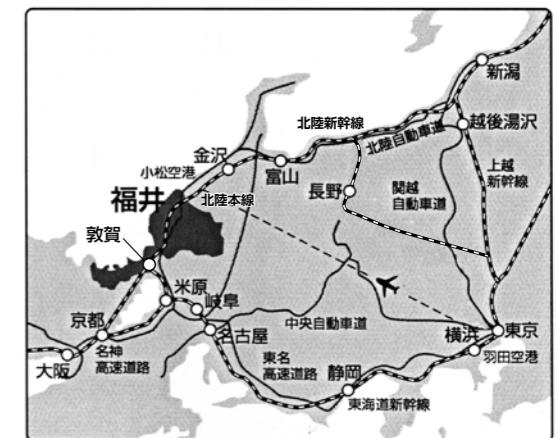 新潟
北陸新幹線
北陸自動車道
越後湯沢
金沢
小松空港
富山
上越
新幹線
福井
北陸本線
長野
関越
自動車道
敦賀
米原
岐阜
京都
名古屋
中央自動車道
横浜
東京
名神
高速道路
大阪
東名
高速道路
静岡
羽田空港
東海道新幹線